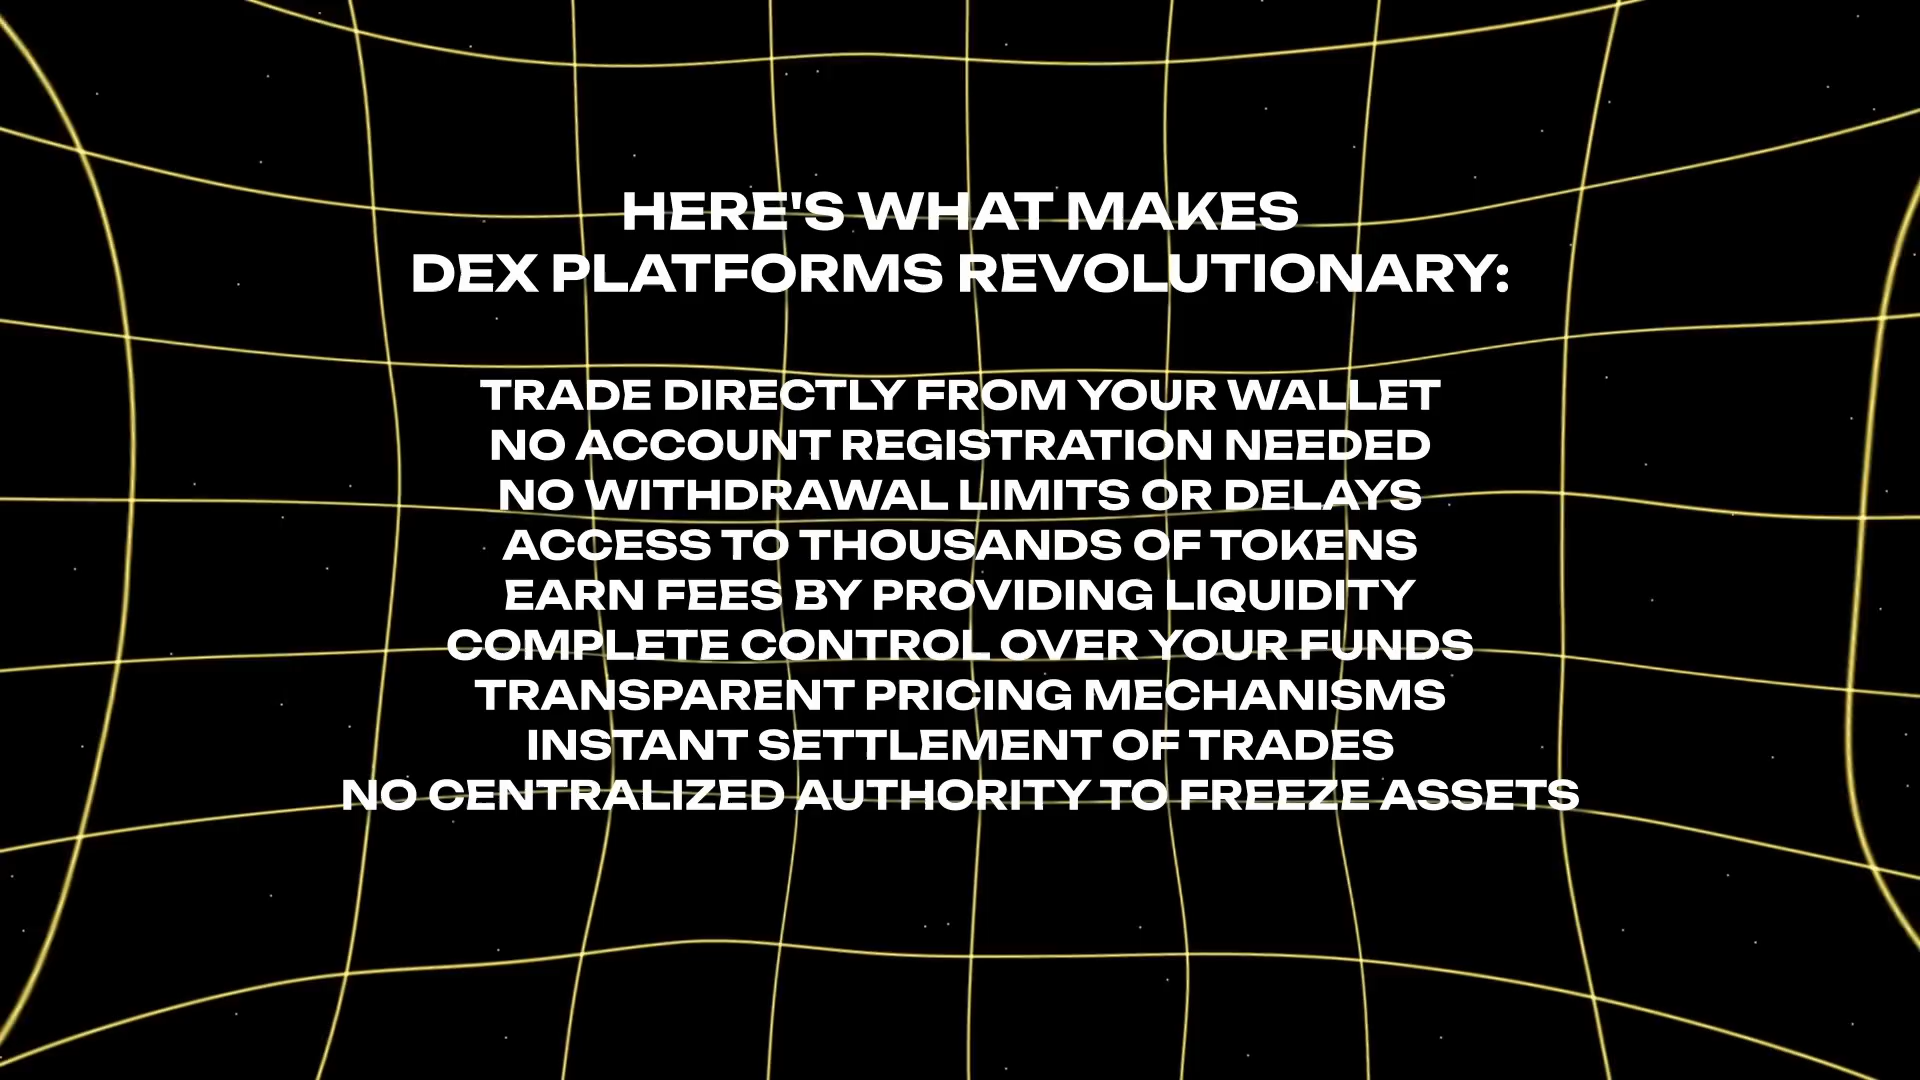 HERE'S WHAT MAKES
DEX PLATFORMS REVOLUTIONARY:
TRADE DIRECTLY FROM YOUR WALLET
NO ACCOUNT REGISTRATION NEEDED
NO WITHDRAWAL LIMITS OR DELAYS
ACCESS TO THOUSANDS OF TOKENS
EARN FEES BY PROVIDING LIQUIDITY
COMPLETE CONTROL OVER YOUR FUNDS
TRANSPARENT PRICING MECHANISMS
INSTANT SETTLEMENT OF TRADES
NO CENTRALIZED AUTHORITY TO FREEZE ASSETS